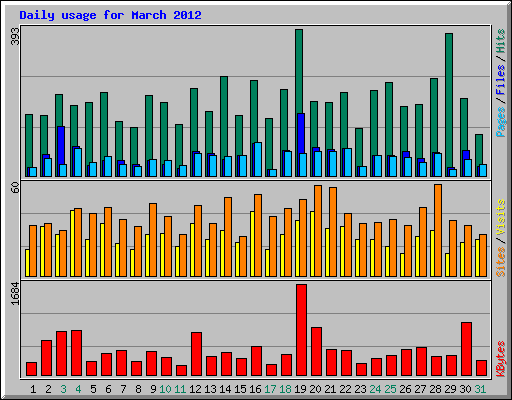 Daily usage for March 2012
393
Pages / Files / Hits
60
Sites / Visits
1684
KBytes
1 2 3 4 5 6 7 8 9 10 11 12 13 14 15 16 17 18 19 20 21 22 23 24 25 26 27 28 29 30 31